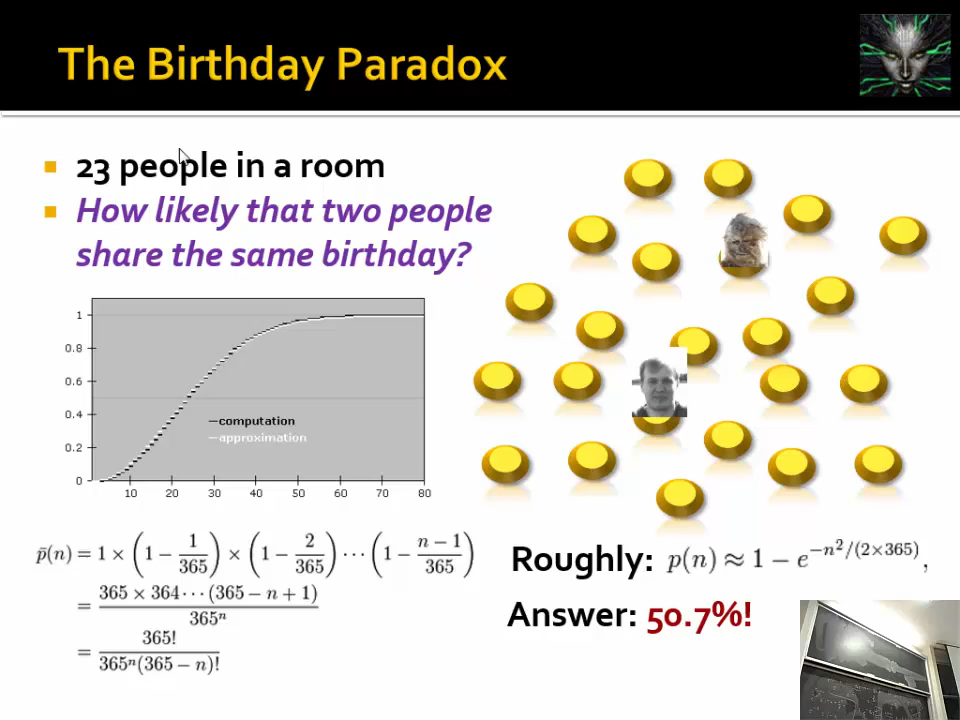 The Birthday Paradox
23 people in a room
How likely that two people
share the same birthday?
1
0.8
0.6
0.4
0.2
0
computation
approximation
10 20 30 40 50 60 70 80
p̄(n) = 1 × (1 − 1/365) × (1 − 2/365) ⋯ (1 − (n − 1)/365)
= (365 × 364 ⋯ (365 − n + 1))/365ⁿ
= 365!/(365ⁿ(365 − n)!)
Roughly: p(n) ≈ 1 − e^(−n²/(2×365)),
Answer: 50.7%!